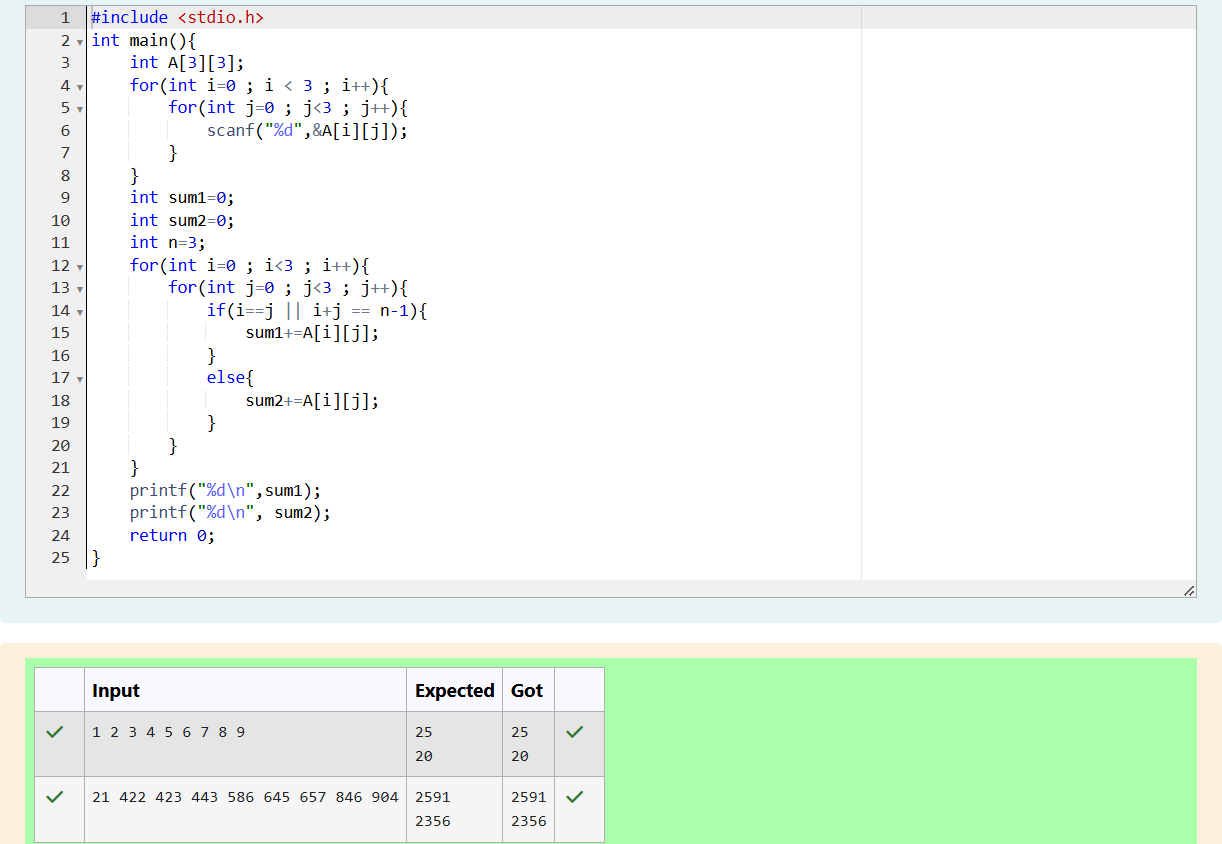 1 #include <stdio.h>
2 int main(){
3     int A[3][3];
4     for(int i=0 ; i < 3 ; i++){
5         for(int j=0 ; j<3 ; j++){
6             scanf("%d",&A[i][j]);
7         }
8     }
9     int sum1=0;
10     int sum2=0;
11     int n=3;
12     for(int i=0 ; i<3 ; i++){
13         for(int j=0 ; j<3 ; j++){
14             if(i==j || i+j == n-1){
15                 sum1+=A[i][j];
16             }
17             else{
18                 sum2+=A[i][j];
19             }
20         }
21     }
22     printf("%d\n",sum1);
23     printf("%d\n", sum2);
24     return 0;
25 }
Input Expected Got
1 2 3 4 5 6 7 8 9 25 25
20 20
21 422 423 443 586 645 657 846 904 2591 2591
2356 2356